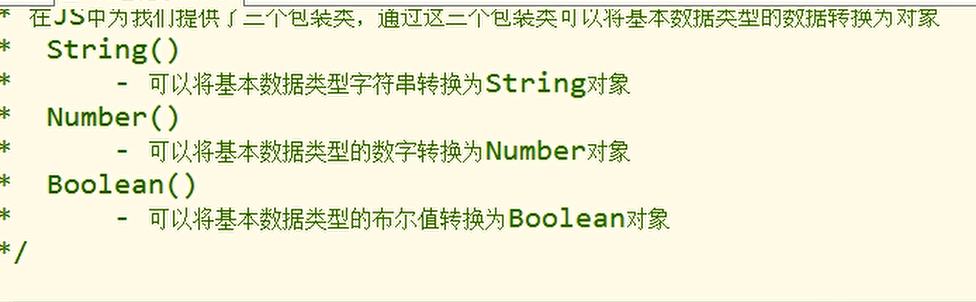 * 在JS中为我们提供了三个包装类，通过这三个包装类可以将基本数据类型的数据转换为对象
* String()
* - 可以将基本数据类型字符串转换为String对象
* Number()
* - 可以将基本数据类型的数字转换为Number对象
* Boolean()
* - 可以将基本数据类型的布尔值转换为Boolean对象
*/